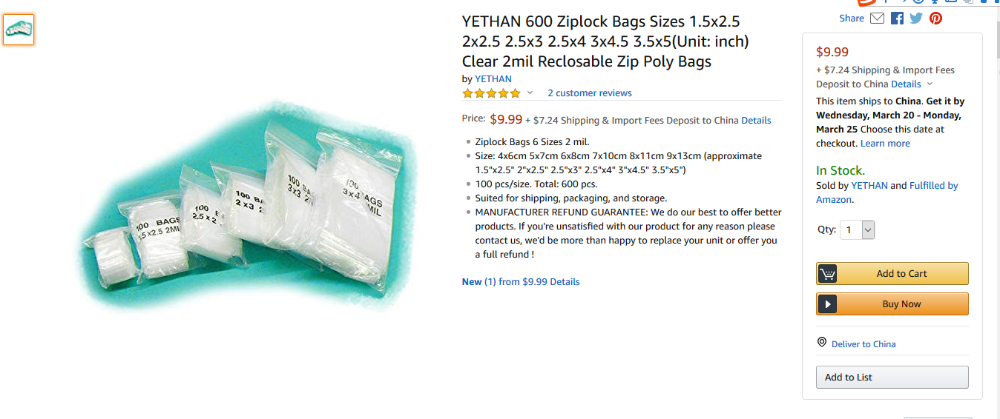 YETHAN 600 Ziplock Bags Sizes 1.5x2.5
2x2.5 2.5x3 2.5x4 3x4.5 3.5x5(Unit: inch)
Clear 2mil Reclosable Zip Poly Bags
by YETHAN
2 customer reviews
Price: $9.99 + $7.24 Shipping & Import Fees Deposit to China Details
Ziplock Bags 6 Sizes 2 mil.
Size: 4x6cm 5x7cm 6x8cm 7x10cm 8x11cm 9x13cm (approximate
1.5"x2.5" 2"x2.5" 2.5"x3" 2.5"x4" 3"x4.5" 3.5"x5")
100 pcs/size. Total: 600 pcs.
Suited for shipping, packaging, and storage.
MANUFACTURER REFUND GUARANTEE: We do our best to offer better
products. If you're unsatisfied with our product for any reason please
contact us, we'd be more than happy to replace your unit or offer you
a full refund !
New (1) from $9.99 Details
100 BAGS
1.5x2.5 2MI
100 B
2.5 x 2
100 BA
2 x3 2
100 BA
3x3 2
100 BAGS
3x4 MIL
Share
$9.99
+ $7.24 Shipping & Import Fees
Deposit to China Details
This item ships to China. Get it by
Wednesday, March 20 - Monday,
March 25 Choose this date at
checkout. Learn more
In Stock.
Sold by YETHAN and Fulfilled by
Amazon.
Qty: 1
Add to Cart
Buy Now
Deliver to China
Add to List